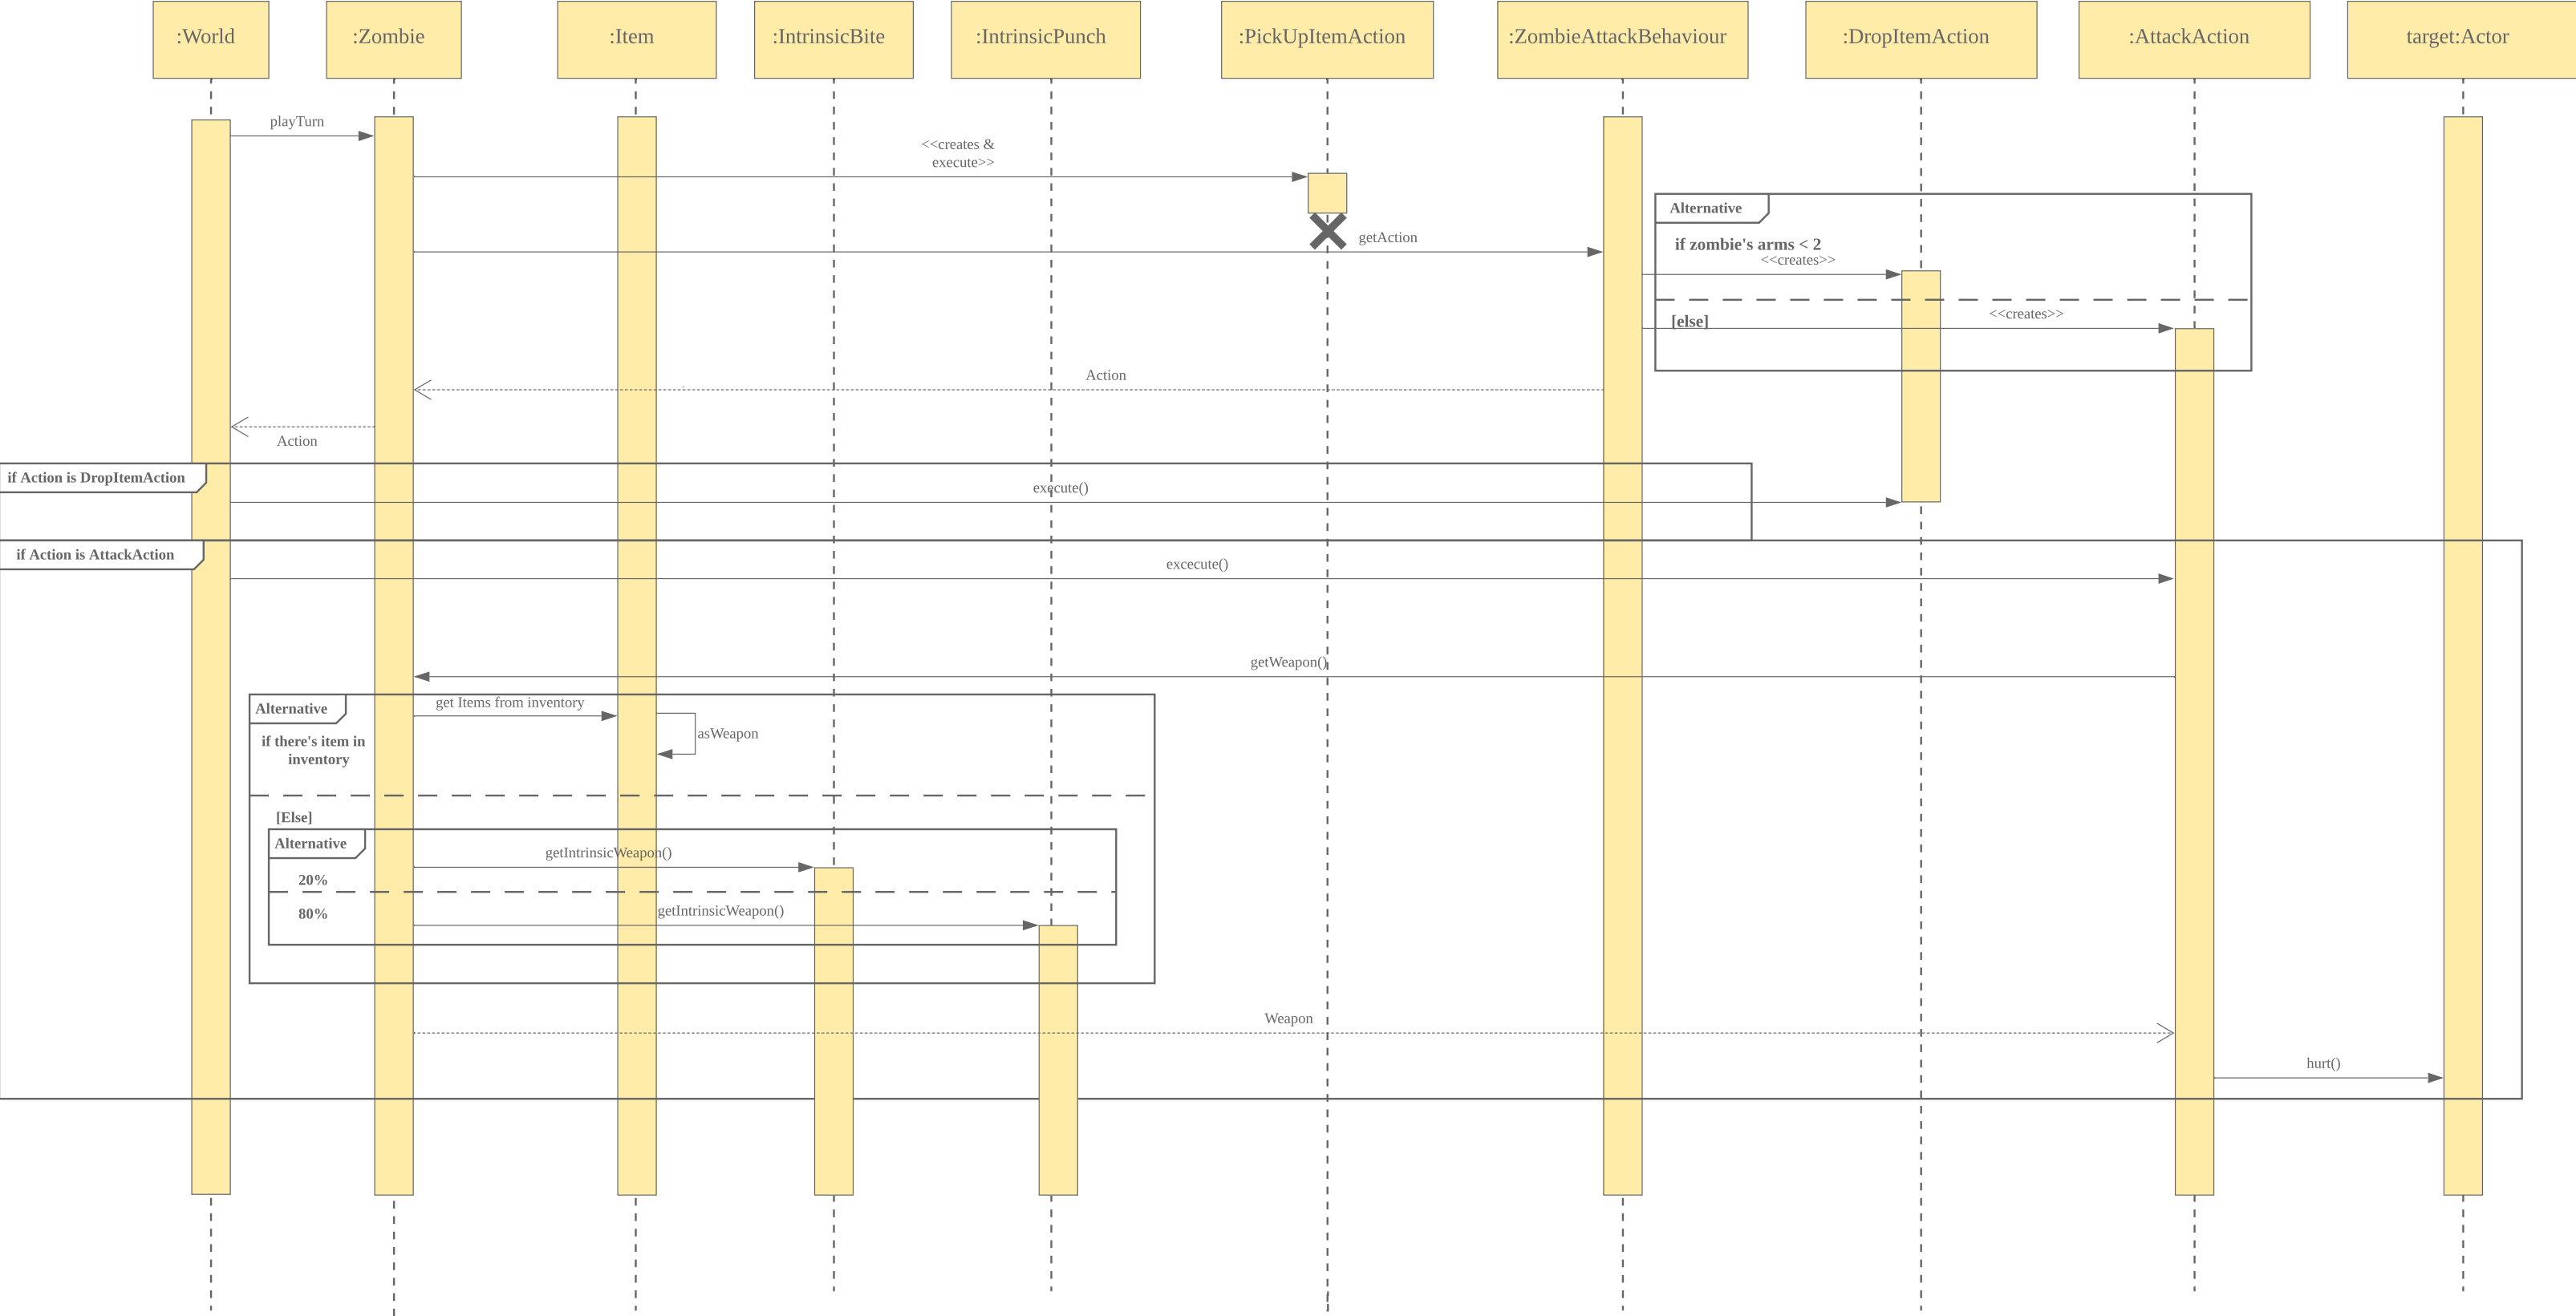 :World
:Zombie
:Item
:IntrinsicBite
:IntrinsicPunch
:PickUpItemAction
:ZombieAttackBehaviour
:DropItemAction
:AttackAction
target:Actor
playTurn
<<creates &
execute>>
Alternative
getAction
if zombie's arms < 2
<<creates>>
<<creates>>
[else]
Action
Action
if Action is DropItemAction
execute()
if Action is AttackAction
excecute()
getWeapon()
get Items from inventory
Alternative
asWeapon
if there's item in
inventory
[Else]
Alternative
getIntrinsicWeapon()
20%
getIntrinsicWeapon()
80%
Weapon
hurt()